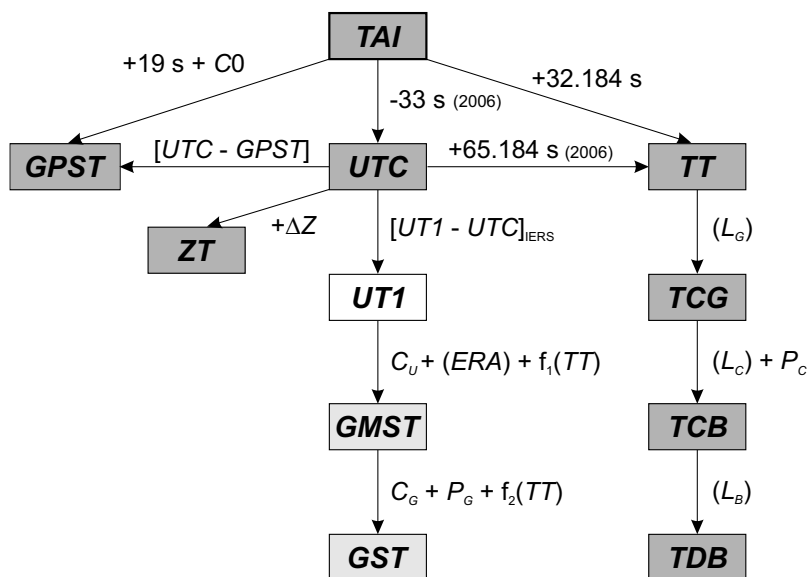 TAI
+19 s + C0
+32.184 s
-33 s (2006)
GPST
[UTC - GPST]
UTC
+65.184 s (2006)
TT
+ΔZ
ZT
[UT1 - UTC]IERS
(LG)
UT1
TCG
CU + (ERA) + f1(TT)
(LC) + PC
GMST
TCB
CG + PG + f2(TT)
(LB)
GST
TDB